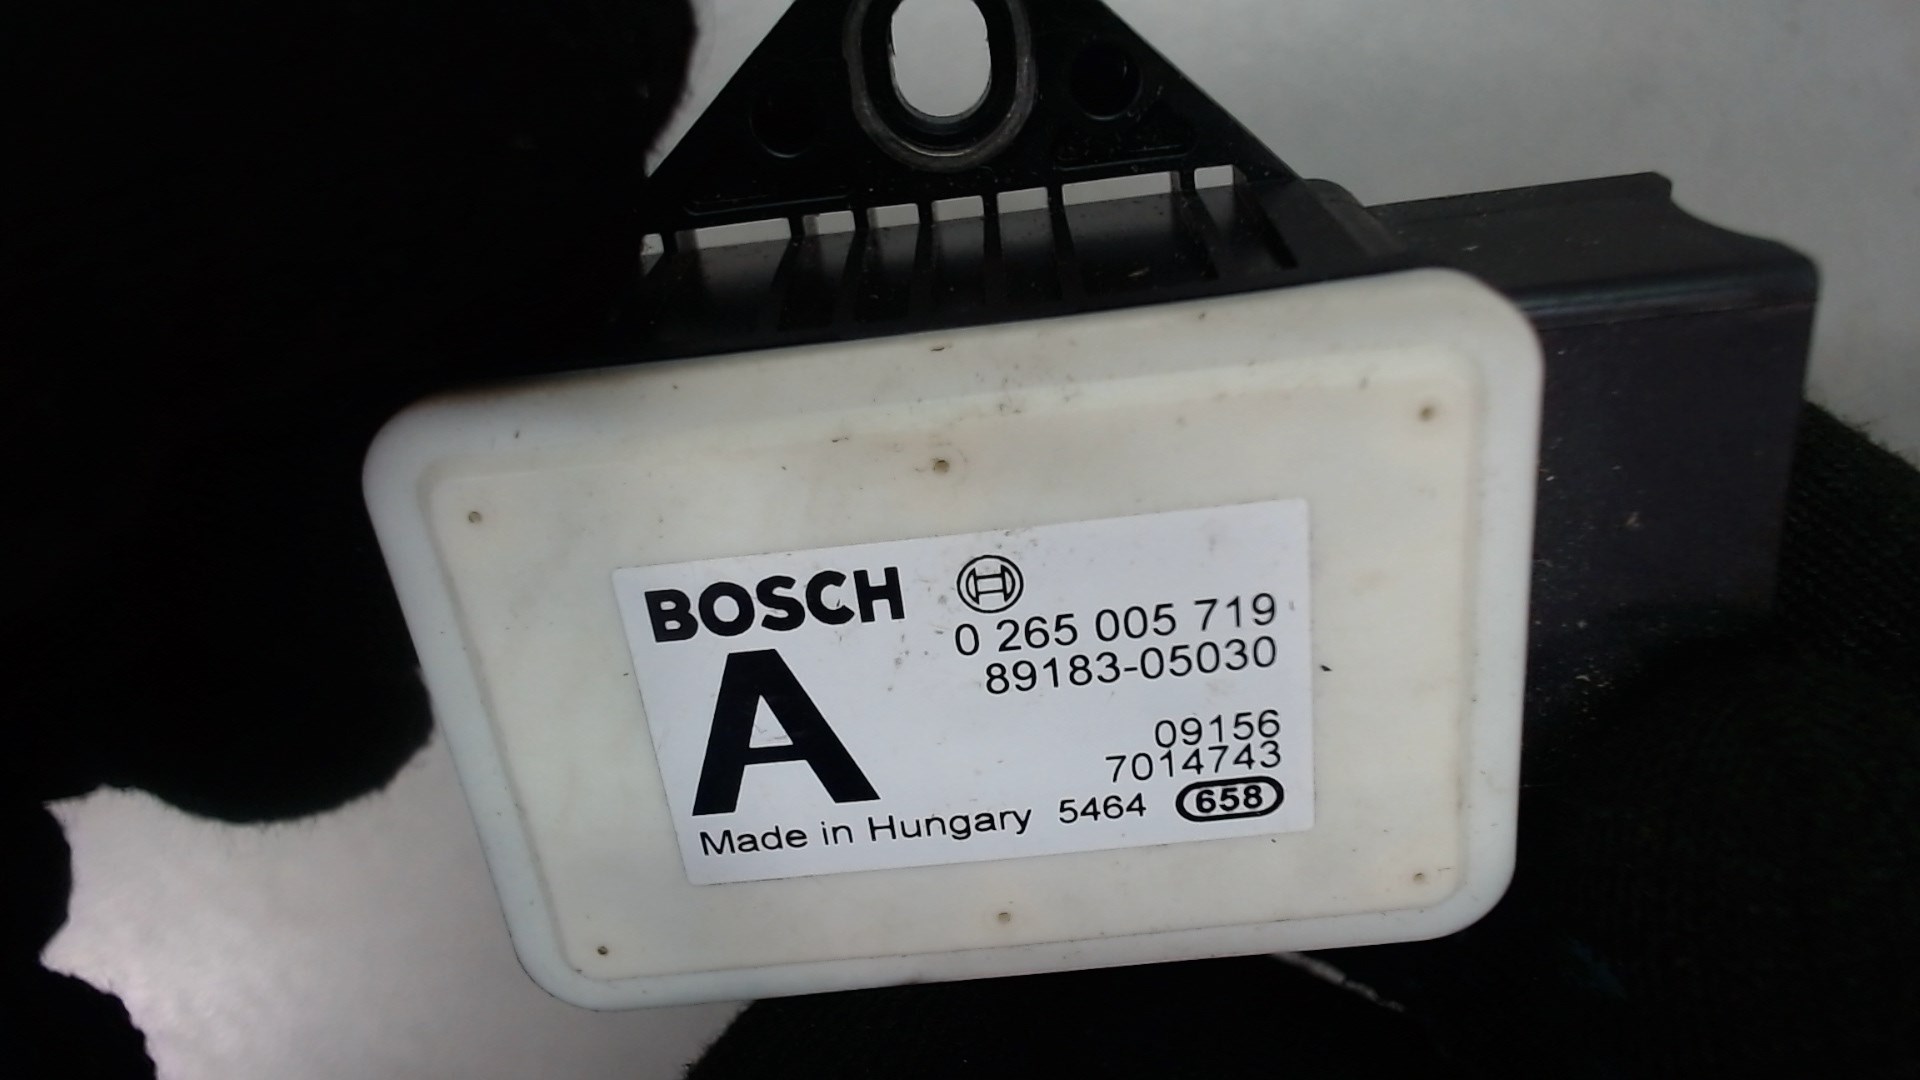 BOSCH
0 265 005 719
89183-05030
A
09156
7014743
Made in Hungary 5464 658